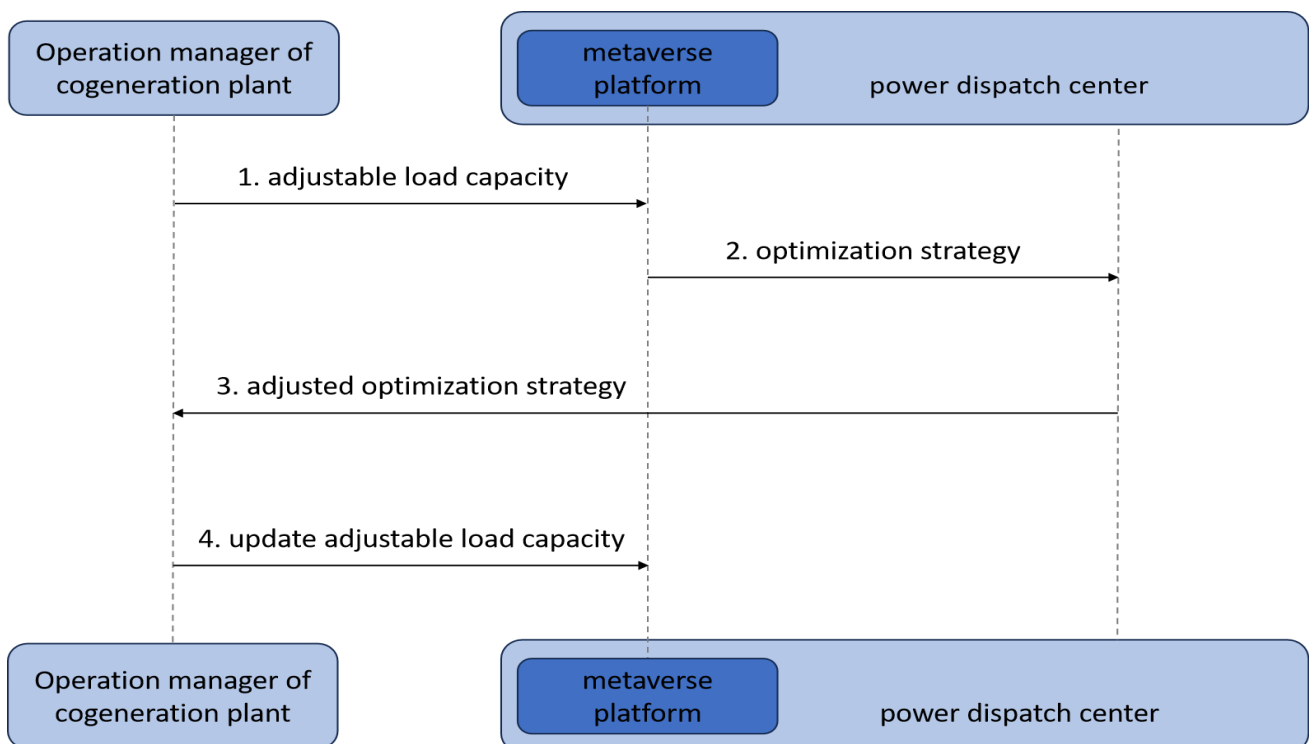 Operation manager of
cogeneration plant
metaverse
platform
power dispatch center
1. adjustable load capacity
2. optimization strategy
3. adjusted optimization strategy
4. update adjustable load capacity
Operation manager of
cogeneration plant
metaverse
platform
power dispatch center